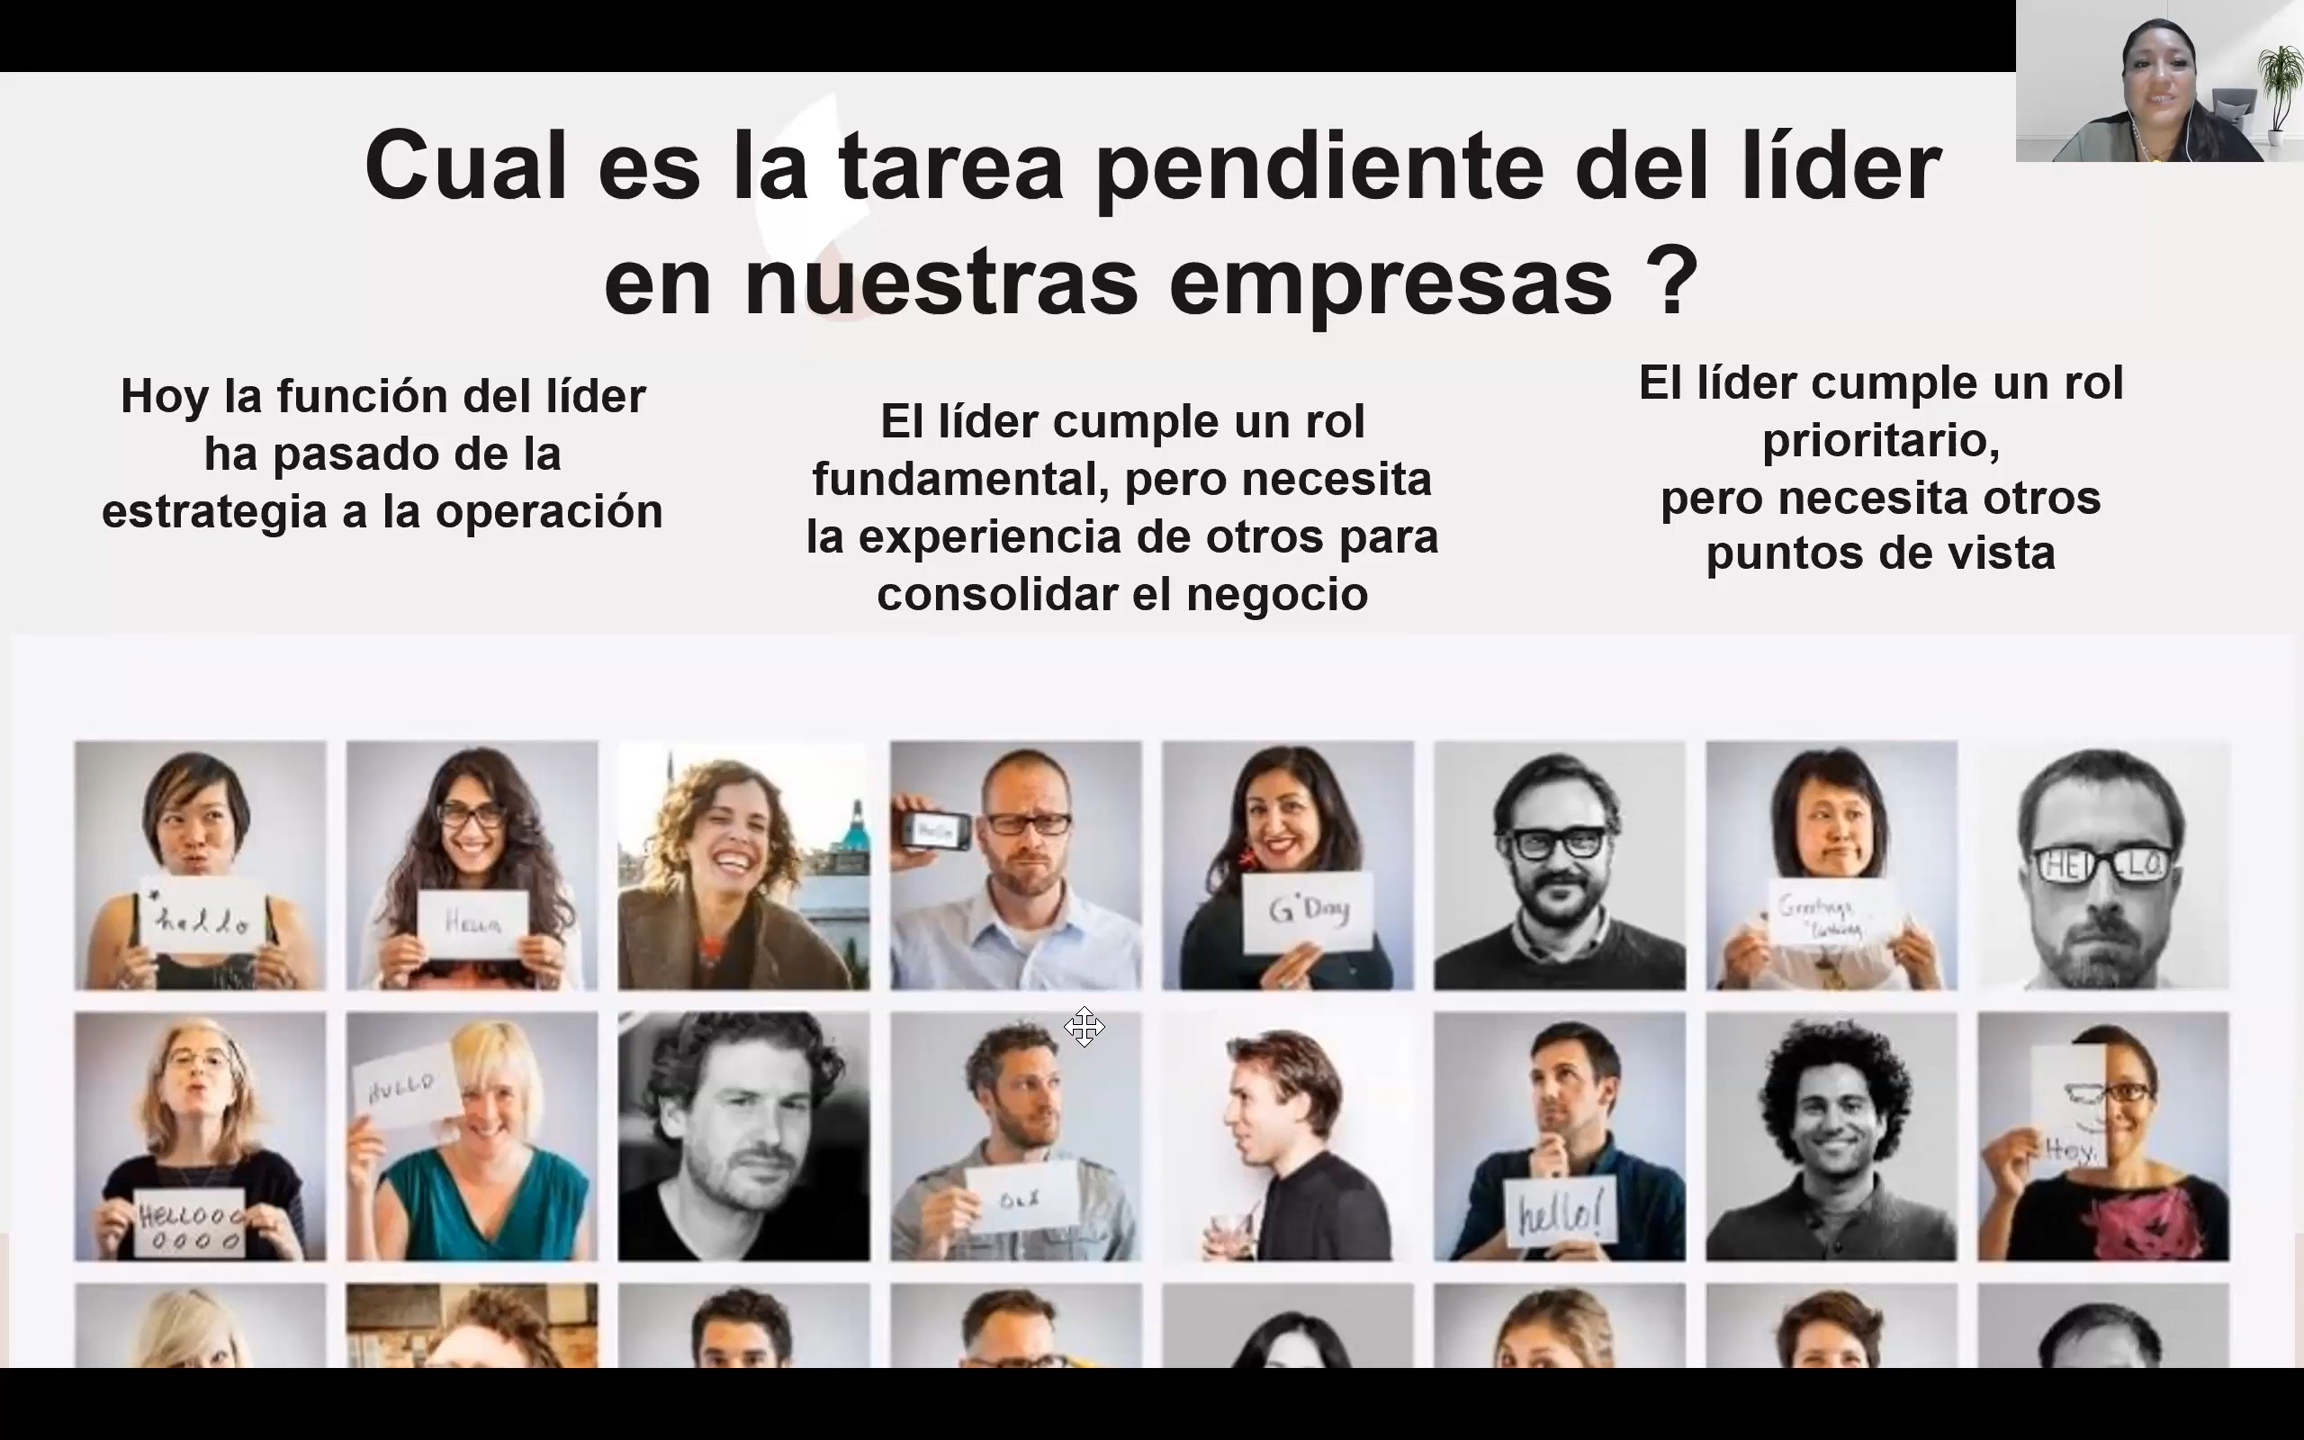 Cual es la tarea pendiente del líder
en nuestras empresas ?
Hoy la función del líder
ha pasado de la
estrategia a la operación
El líder cumple un rol
fundamental, pero necesita
la experiencia de otros para
consolidar el negocio
El líder cumple un rol
prioritario,
pero necesita otros
puntos de vista
hello
HELLO
Hello
G'Day
Greetings
HELLO
HELLOOO
OOOO
HULLO
hello!
Hey